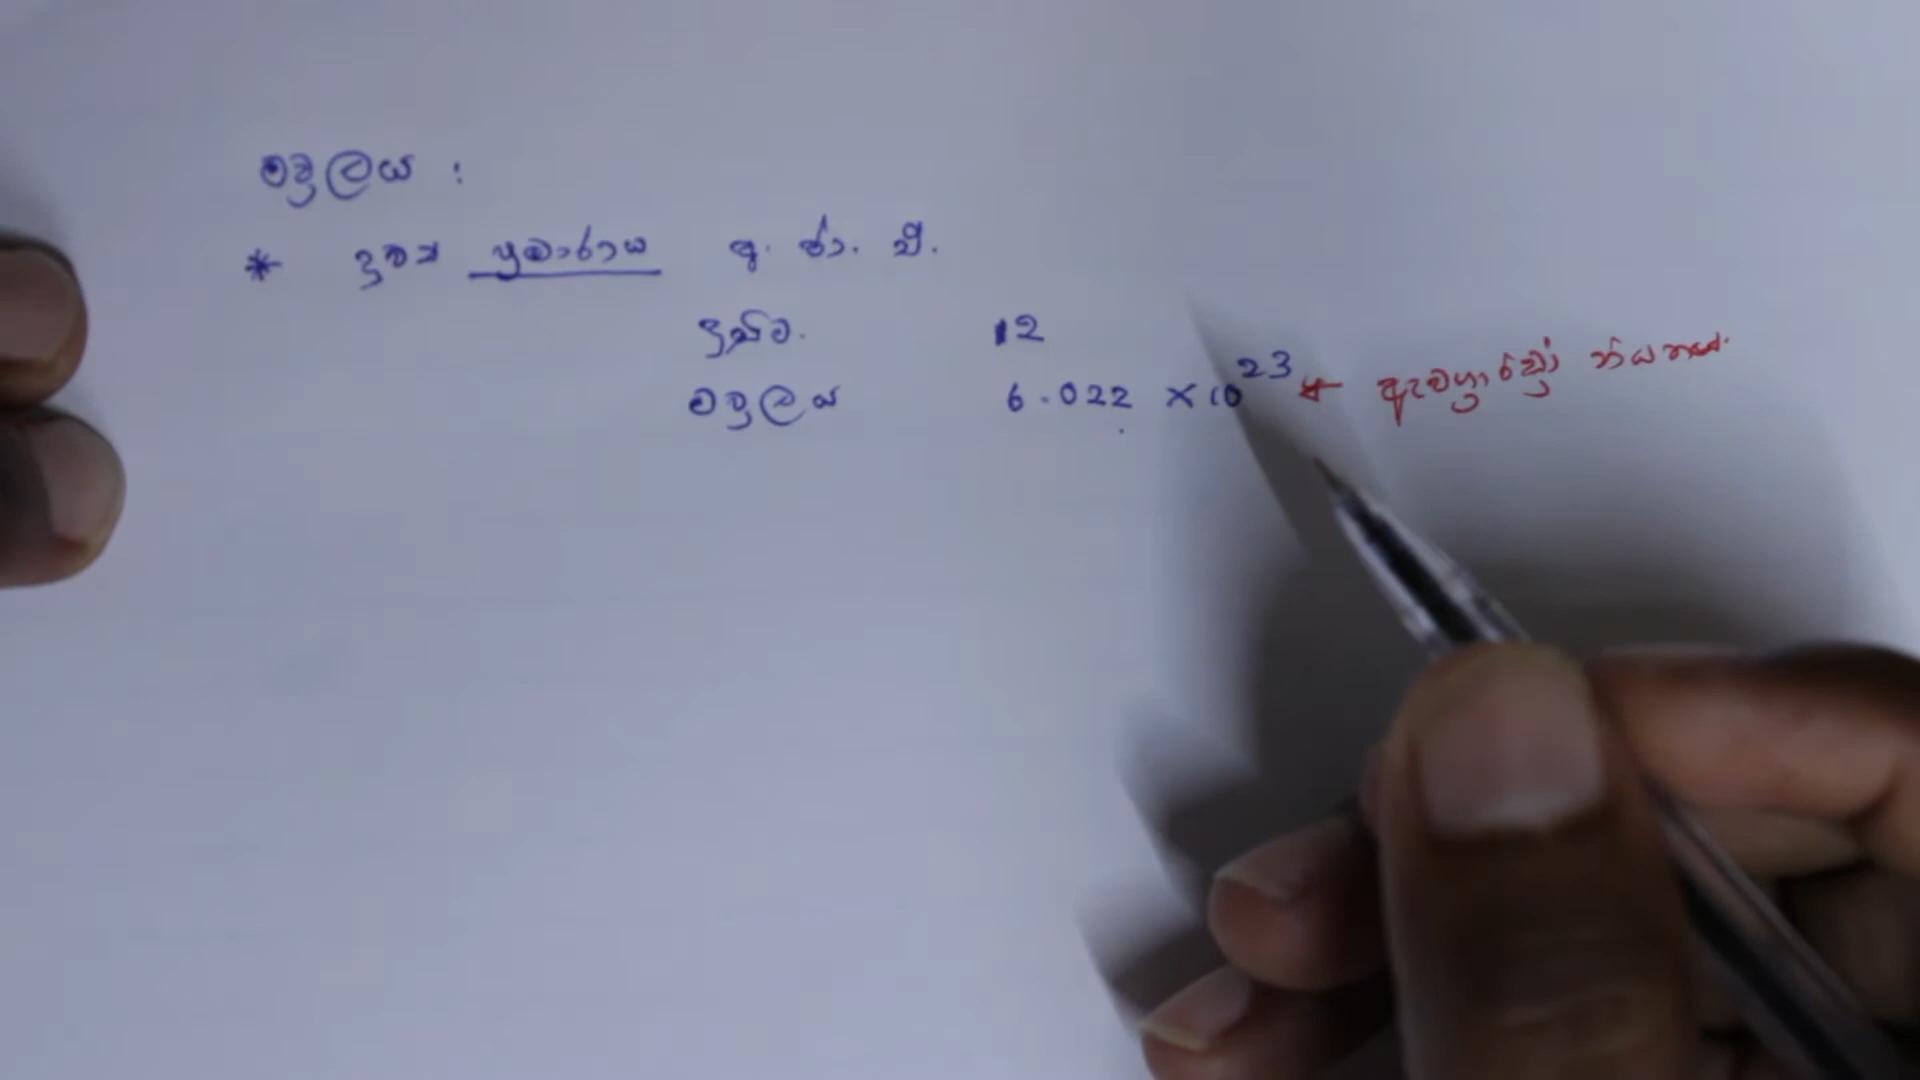 මවුලය :
* ද්‍රව්‍ය ප්‍රමාණය අ. ජා. ඒ.
දුසිම. 12
මවුලය 6.022 × 10²³ ← ඇවගාඩ්‍රෝ නියතය.